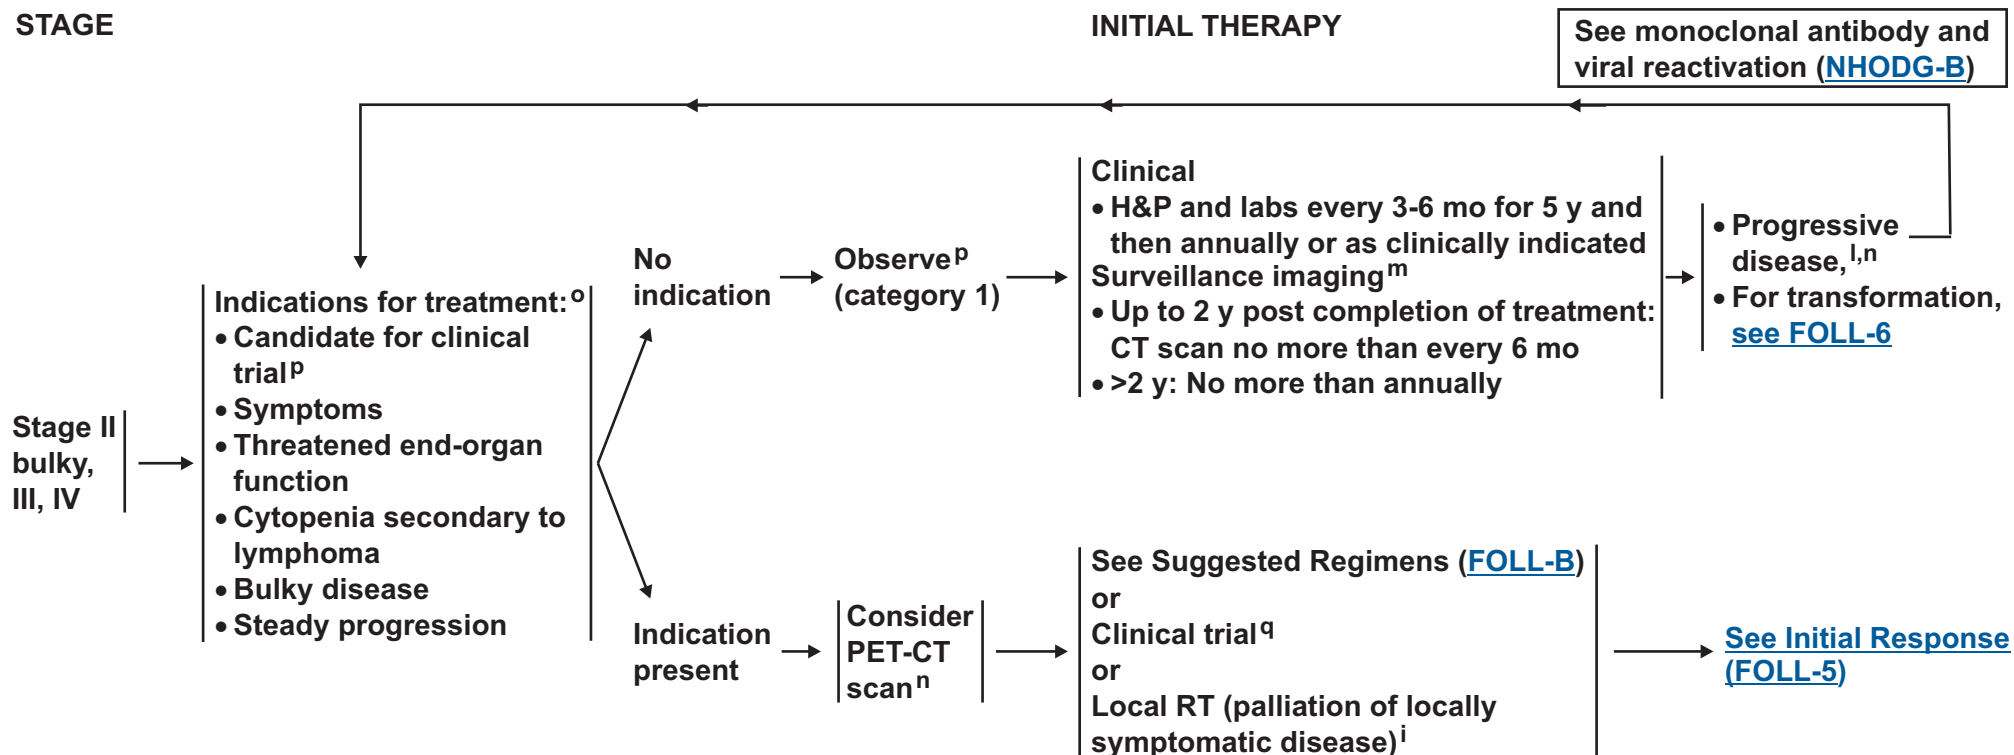 STAGE
INITIAL THERAPY
See monoclonal antibody and
viral reactivation (NHODG-B)
Stage II
bulky,
III, IV
Indications for treatment:o
• Candidate for clinical
trialp
• Symptoms
• Threatened end-organ
function
• Cytopenia secondary to
lymphoma
• Bulky disease
• Steady progression
No
indication
Observep
(category 1)
Clinical
• H&P and labs every 3-6 mo for 5 y and
then annually or as clinically indicated
Surveillance imagingm
• Up to 2 y post completion of treatment:
CT scan no more than every 6 mo
• >2 y: No more than annually
• Progressive
disease,l,n
• For transformation,
see FOLL-6
Indication
present
Consider
PET-CT
scann
See Suggested Regimens (FOLL-B)
or
Clinical trialq
or
Local RT (palliation of locally
symptomatic disease)i
See Initial Response
(FOLL-5)